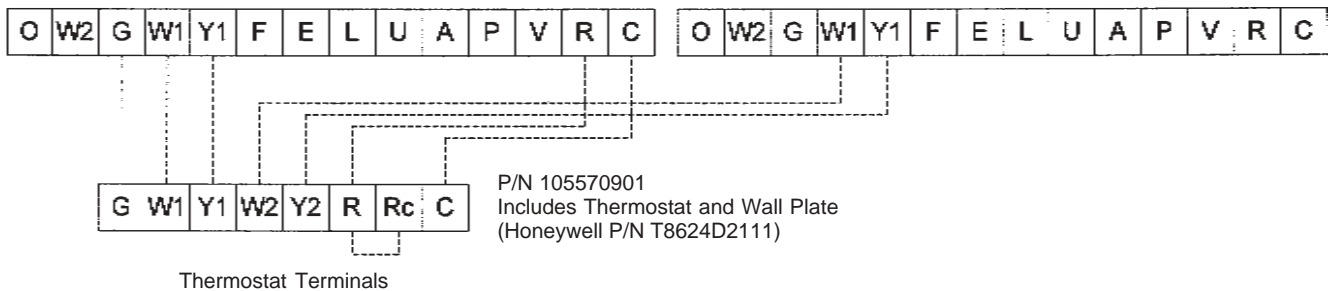 O W2 G W1 Y1 F E L U A P V R C O W2 G W1 Y1 F E L U A P V R C
G W1 Y1 W2 Y2 R Rc C
P/N 105570901
Includes Thermostat and Wall Plate
(Honeywell P/N T8624D2111)
Thermostat Terminals